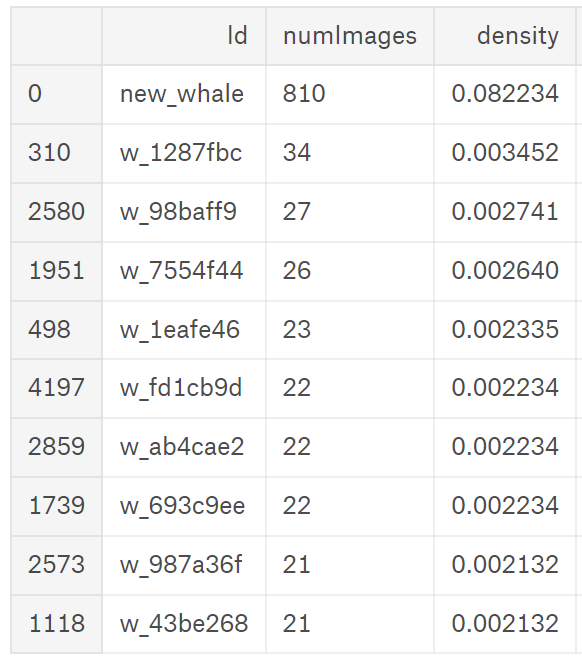 Id numImages density
0 new_whale 810 0.082234
310 w_1287fbc 34 0.003452
2580 w_98baff9 27 0.002741
1951 w_7554f44 26 0.002640
498 w_1eafe46 23 0.002335
4197 w_fd1cb9d 22 0.002234
2859 w_ab4cae2 22 0.002234
1739 w_693c9ee 22 0.002234
2573 w_987a36f 21 0.002132
1118 w_43be268 21 0.002132